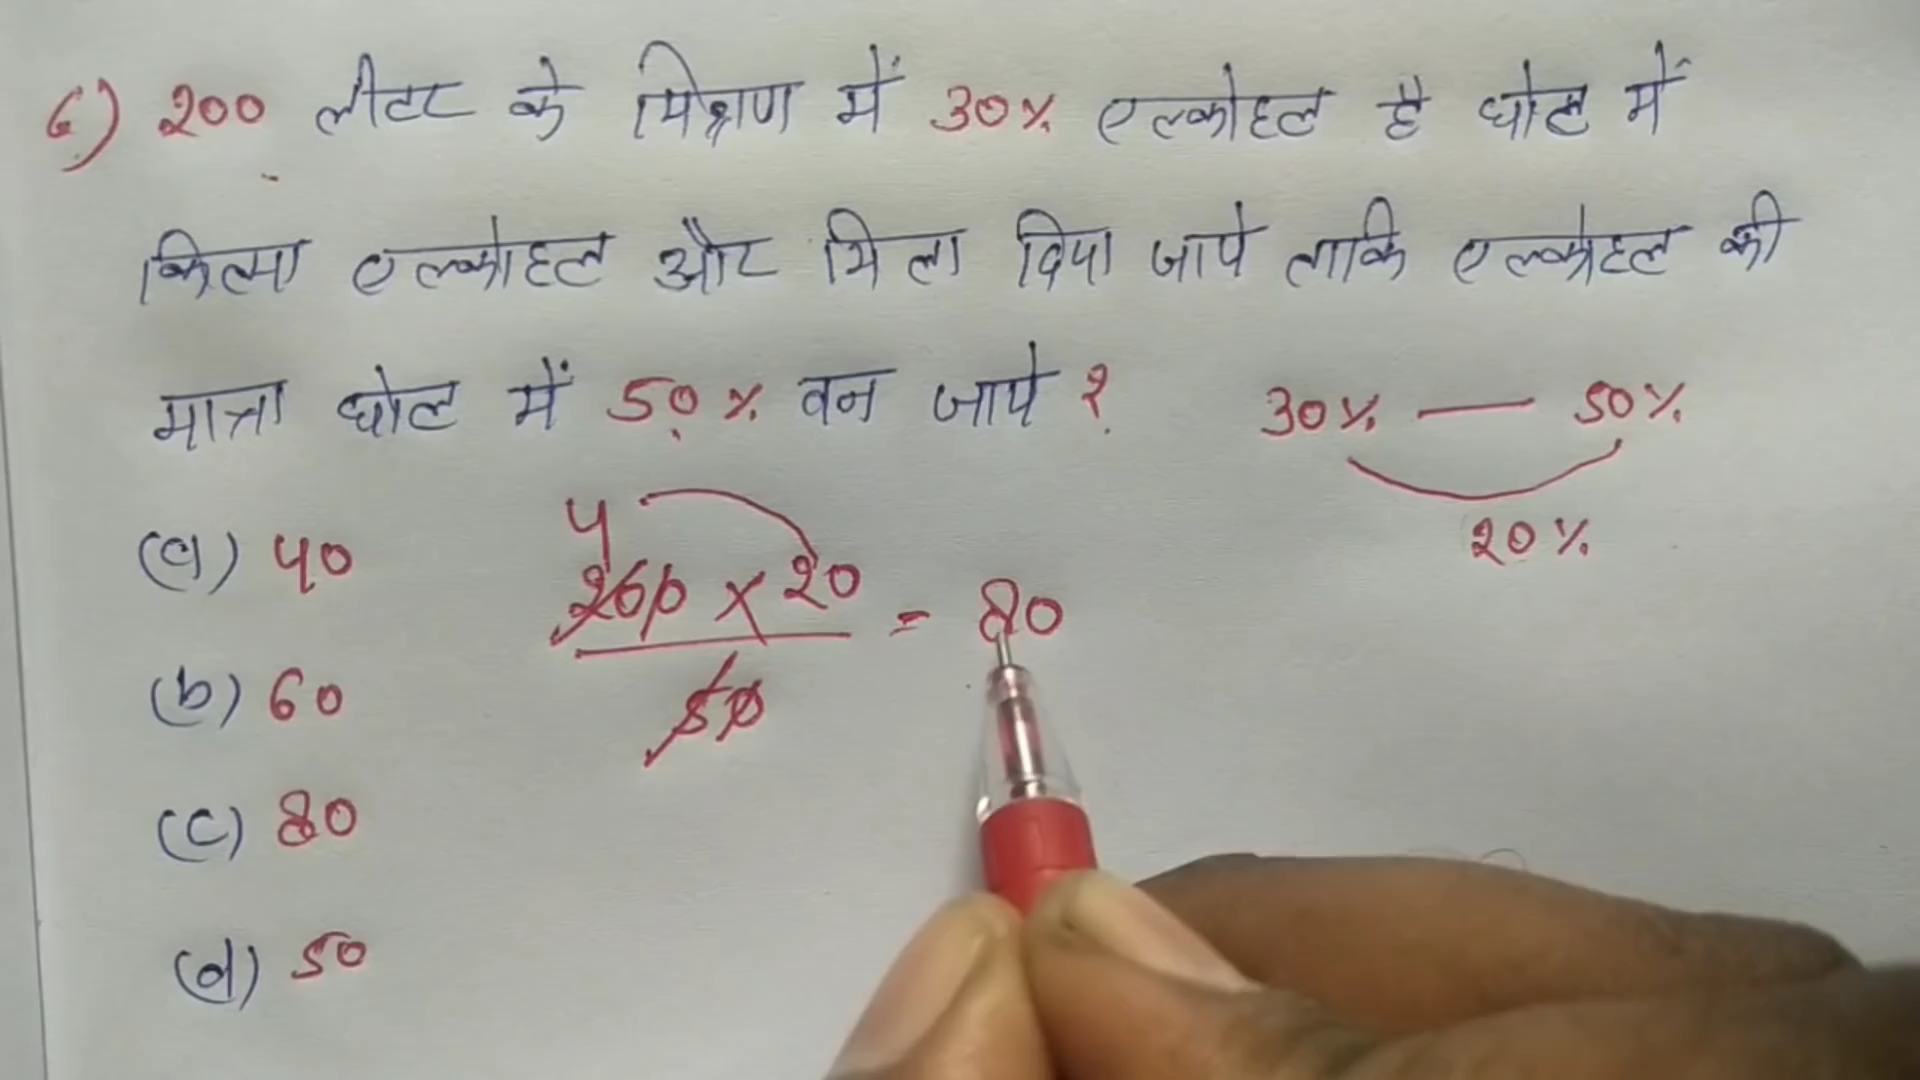 6) 200 लीटर के मिश्रण में 30% एल्कोहल है घोल में
कितना एल्कोहल और मिला दिया जाये ताकि एल्कोहल की
मात्रा घोल में 50% बन जाये ?
30% — 50%
20%
(a) 40
(b) 60
(c) 80
(d) 50
4
200 × 20 = 80
50